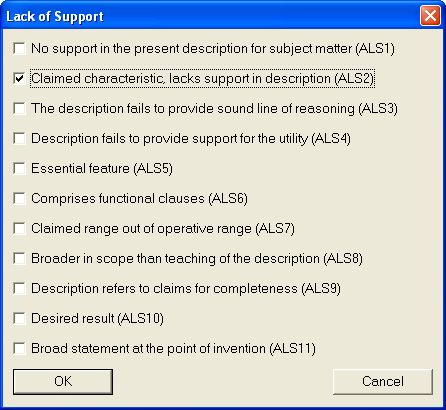 Lack of Support
No support in the present description for subject matter (ALS1)
Claimed characteristic, lacks support in description (ALS2)
The description fails to provide sound line of reasoning (ALS3)
Description fails to provide support for the utility (ALS4)
Essential feature (ALS5)
Comprises functional clauses (ALS6)
Claimed range out of operative range (ALS7)
Broader in scope than teaching of the description (ALS8)
Description refers to claims for completeness (ALS9)
Desired result (ALS10)
Broad statement at the point of invention (ALS11)
OK Cancel